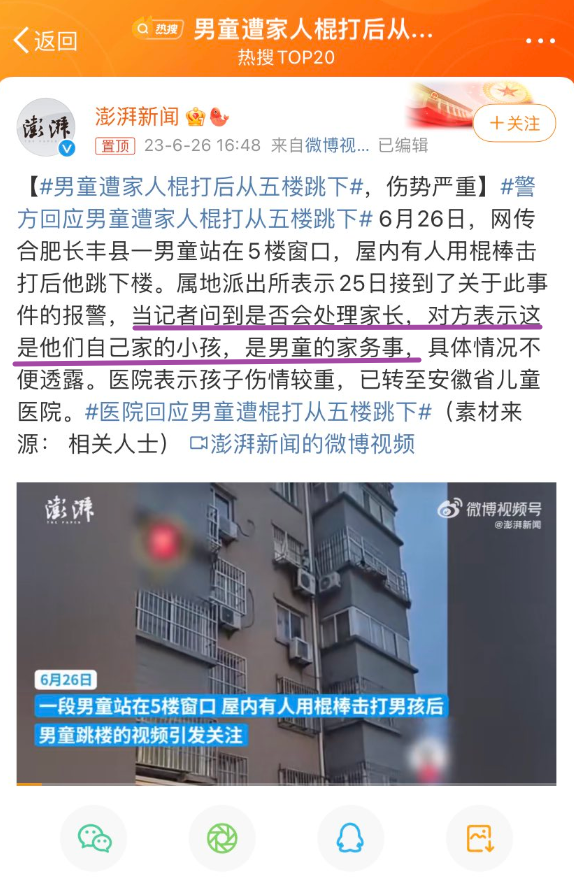 返回
热搜
男童遭家人棍打后从...
热搜TOP20
澎湃
澎湃新闻
＋关注
置顶 23-6-26 16:48 来自微博视... 已编辑
【#男童遭家人棍打后从五楼跳下#，伤势严重】#警
方回应男童遭家人棍打从五楼跳下# 6月26日，网传
合肥长丰县一男童站在5楼窗口，屋内有人用棍棒击
打后他跳下楼。属地派出所表示25日接到了关于此事
件的报警，当记者问到是否会处理家长，对方表示这
是他们自己家的小孩，是男童的家务事，具体情况不
便透露。医院表示孩子伤情较重，已转至安徽省儿童
医院。#医院回应男童遭棍打从五楼跳下#（素材来
源： 相关人士） 澎湃新闻的微博视频
澎湃
THE PAPER
微博视频号
@澎湃新闻
6月26日
一段男童站在5楼窗口 屋内有人用棍棒击打男孩后
男童跳楼的视频引发关注